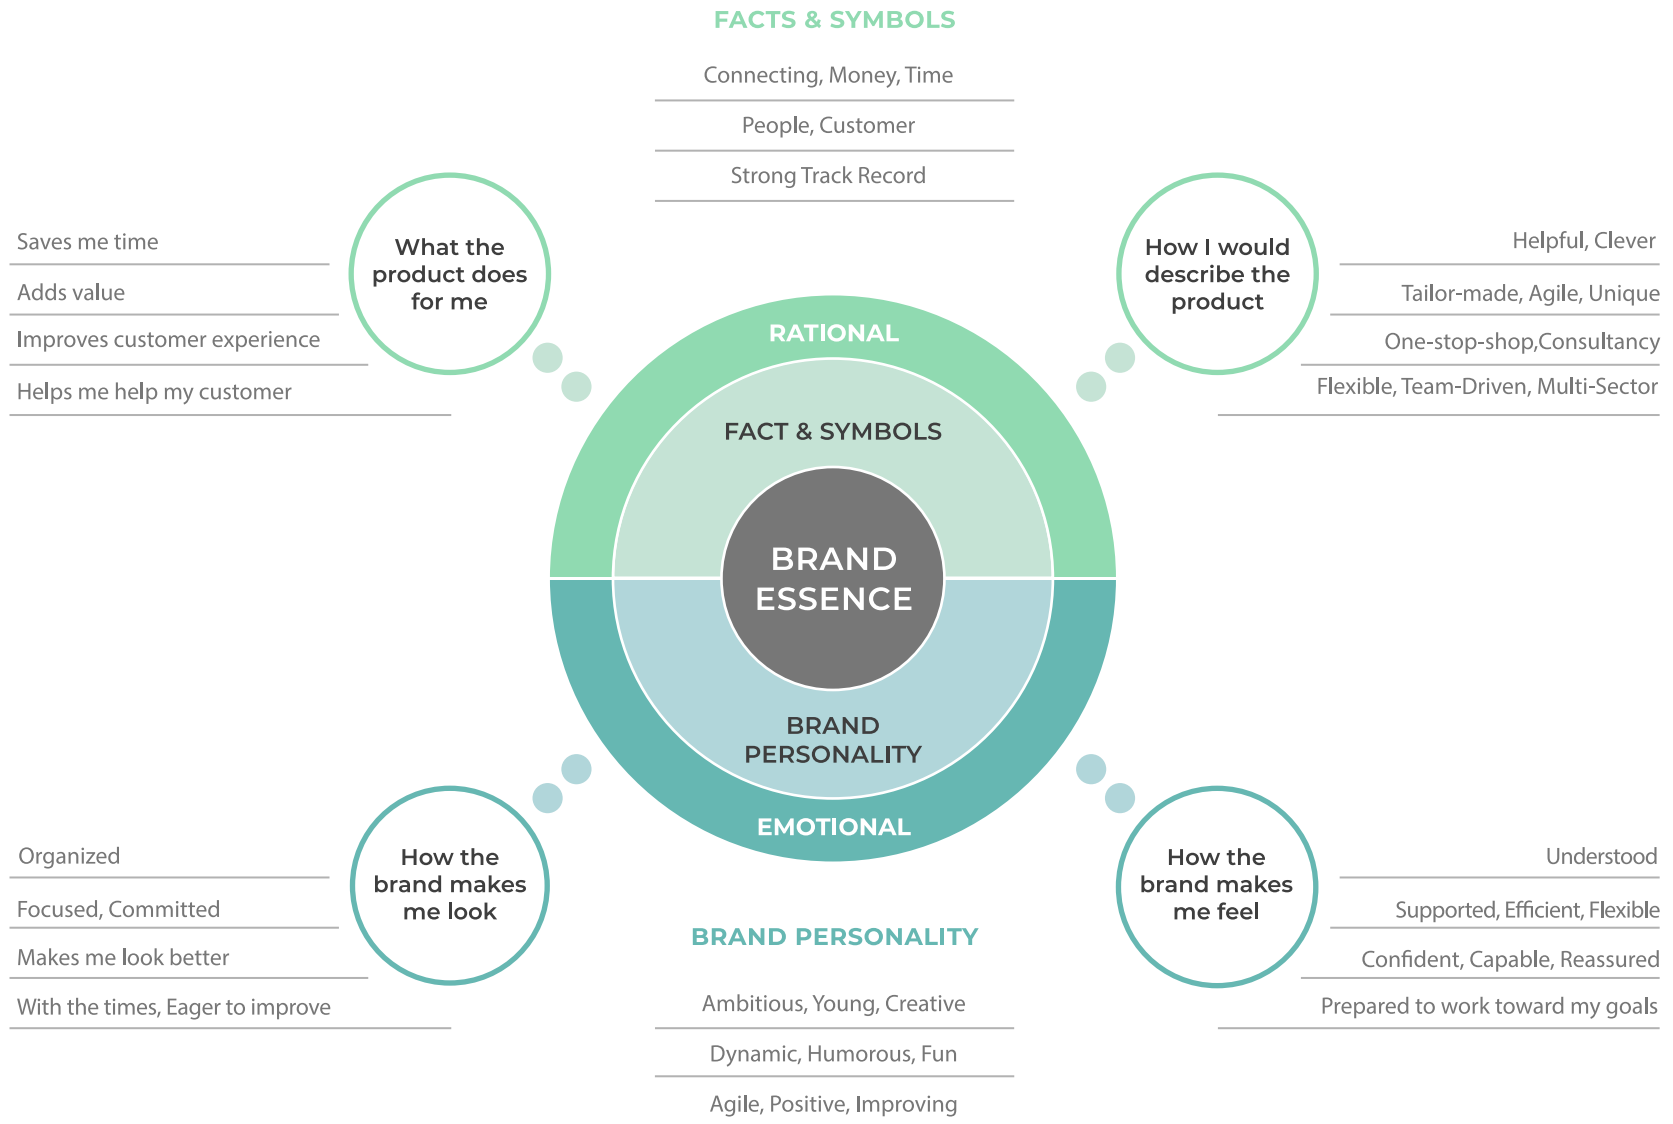 FACTS & SYMBOLS
Connecting, Money, Time
People, Customer
Strong Track Record
What the
product does
for me
Saves me time
Adds value
Improves customer experience
Helps me help my customer
How I would
describe the
product
Helpful, Clever
Tailor-made, Agile, Unique
One-stop-shop,Consultancy
Flexible, Team-Driven, Multi-Sector
RATIONAL
FACT & SYMBOLS
BRAND
ESSENCE
BRAND
PERSONALITY
EMOTIONAL
How the
brand makes
me look
Organized
Focused, Committed
Makes me look better
With the times, Eager to improve
How the
brand makes
me feel
Understood
Supported, Efficient, Flexible
Confident, Capable, Reassured
Prepared to work toward my goals
BRAND PERSONALITY
Ambitious, Young, Creative
Dynamic, Humorous, Fun
Agile, Positive, Improving